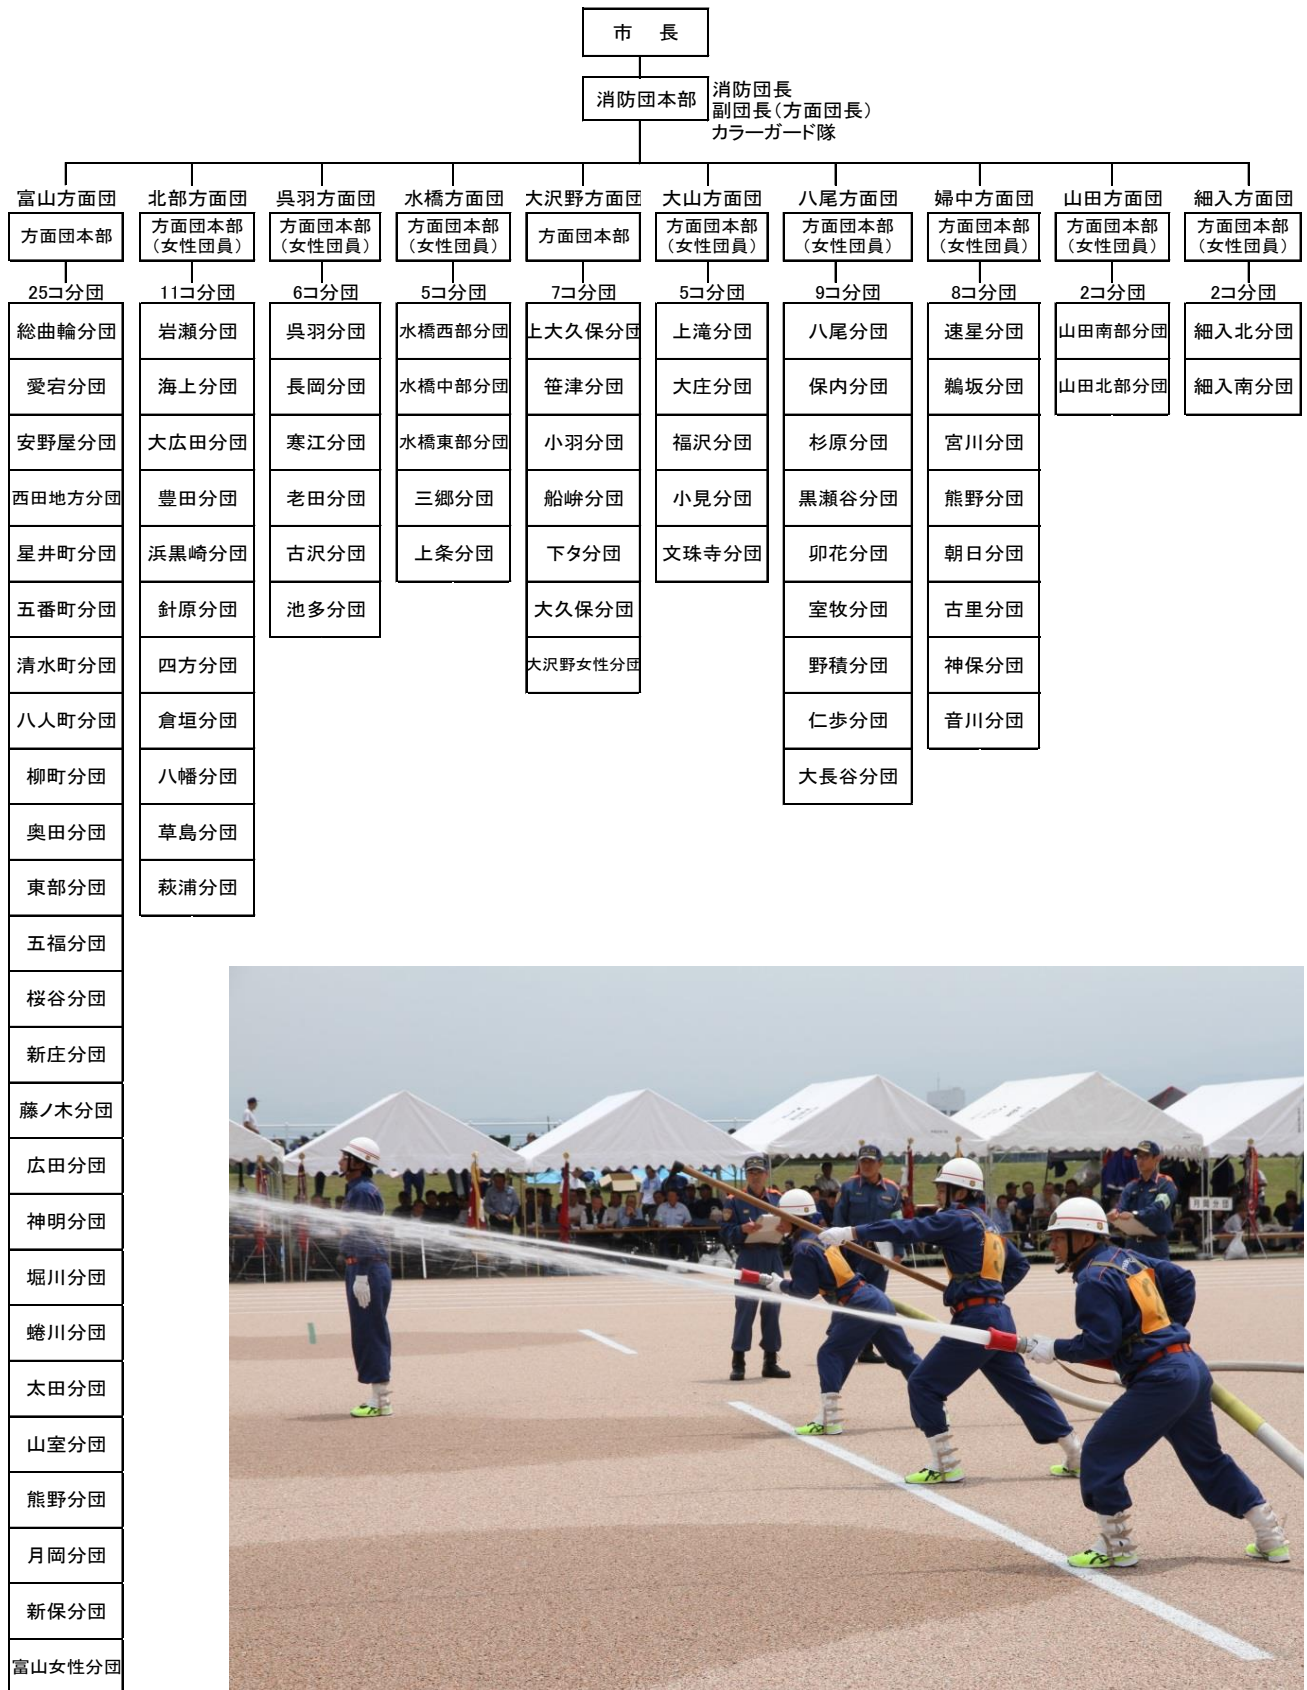 市　長
消防団本部
消防団長
副団長（方面団長）
カラーガード隊
富山方面団
方面団本部
25コ分団
総曲輪分団
愛宕分団
安野屋分団
西田地方分団
星井町分団
五番町分団
清水町分団
八人町分団
柳町分団
奥田分団
東部分団
五福分団
桜谷分団
新庄分団
藤ノ木分団
広田分団
神明分団
堀川分団
蜷川分団
太田分団
山室分団
熊野分団
月岡分団
新保分団
富山女性分団
北部方面団
方面団本部
（女性団員）
11コ分団
岩瀬分団
海上分団
大広田分団
豊田分団
浜黒崎分団
針原分団
四方分団
倉垣分団
八幡分団
草島分団
萩浦分団
呉羽方面団
方面団本部
（女性団員）
6コ分団
呉羽分団
長岡分団
寒江分団
老田分団
古沢分団
池多分団
水橋方面団
方面団本部
（女性団員）
5コ分団
水橋西部分団
水橋中部分団
水橋東部分団
三郷分団
上条分団
大沢野方面団
方面団本部
7コ分団
上大久保分団
笹津分団
小羽分団
船峅分団
下タ分団
大久保分団
大沢野女性分団
大山方面団
方面団本部
（女性団員）
5コ分団
上滝分団
大庄分団
福沢分団
小見分団
文珠寺分団
八尾方面団
方面団本部
（女性団員）
9コ分団
八尾分団
保内分団
杉原分団
黒瀬谷分団
卯花分団
室牧分団
野積分団
仁歩分団
大長谷分団
婦中方面団
方面団本部
（女性団員）
8コ分団
速星分団
鵜坂分団
宮川分団
熊野分団
朝日分団
古里分団
神保分団
音川分団
山田方面団
方面団本部
（女性団員）
2コ分団
山田南部分団
山田北部分団
細入方面団
方面団本部
（女性団員）
2コ分団
細入北分団
細入南分団
月岡分団